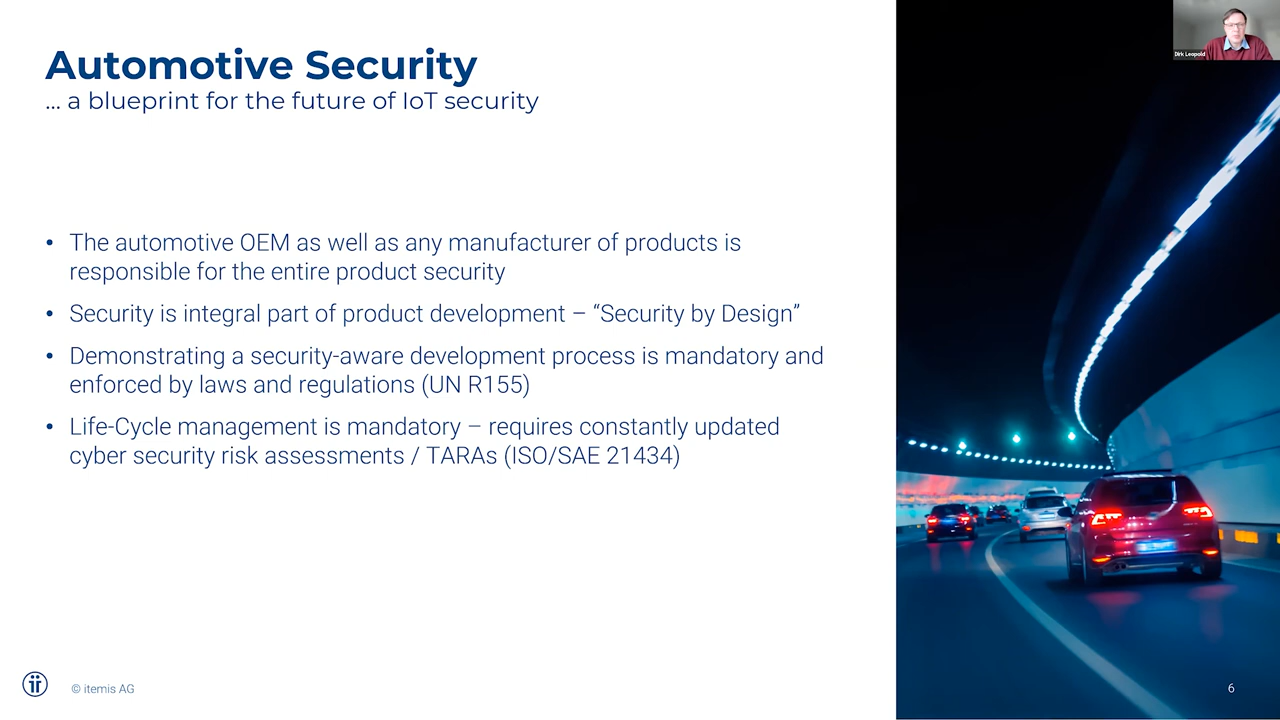 Automotive Security
... a blueprint for the future of IoT security
Dirk Leopold
• The automotive OEM as well as any manufacturer of products is
responsible for the entire product security
• Security is integral part of product development – “Security by Design”
• Demonstrating a security-aware development process is mandatory and
enforced by laws and regulations (UN R155)
• Life-Cycle management is mandatory – requires constantly updated
cyber security risk assessments / TARAs (ISO/SAE 21434)
© itemis AG
6